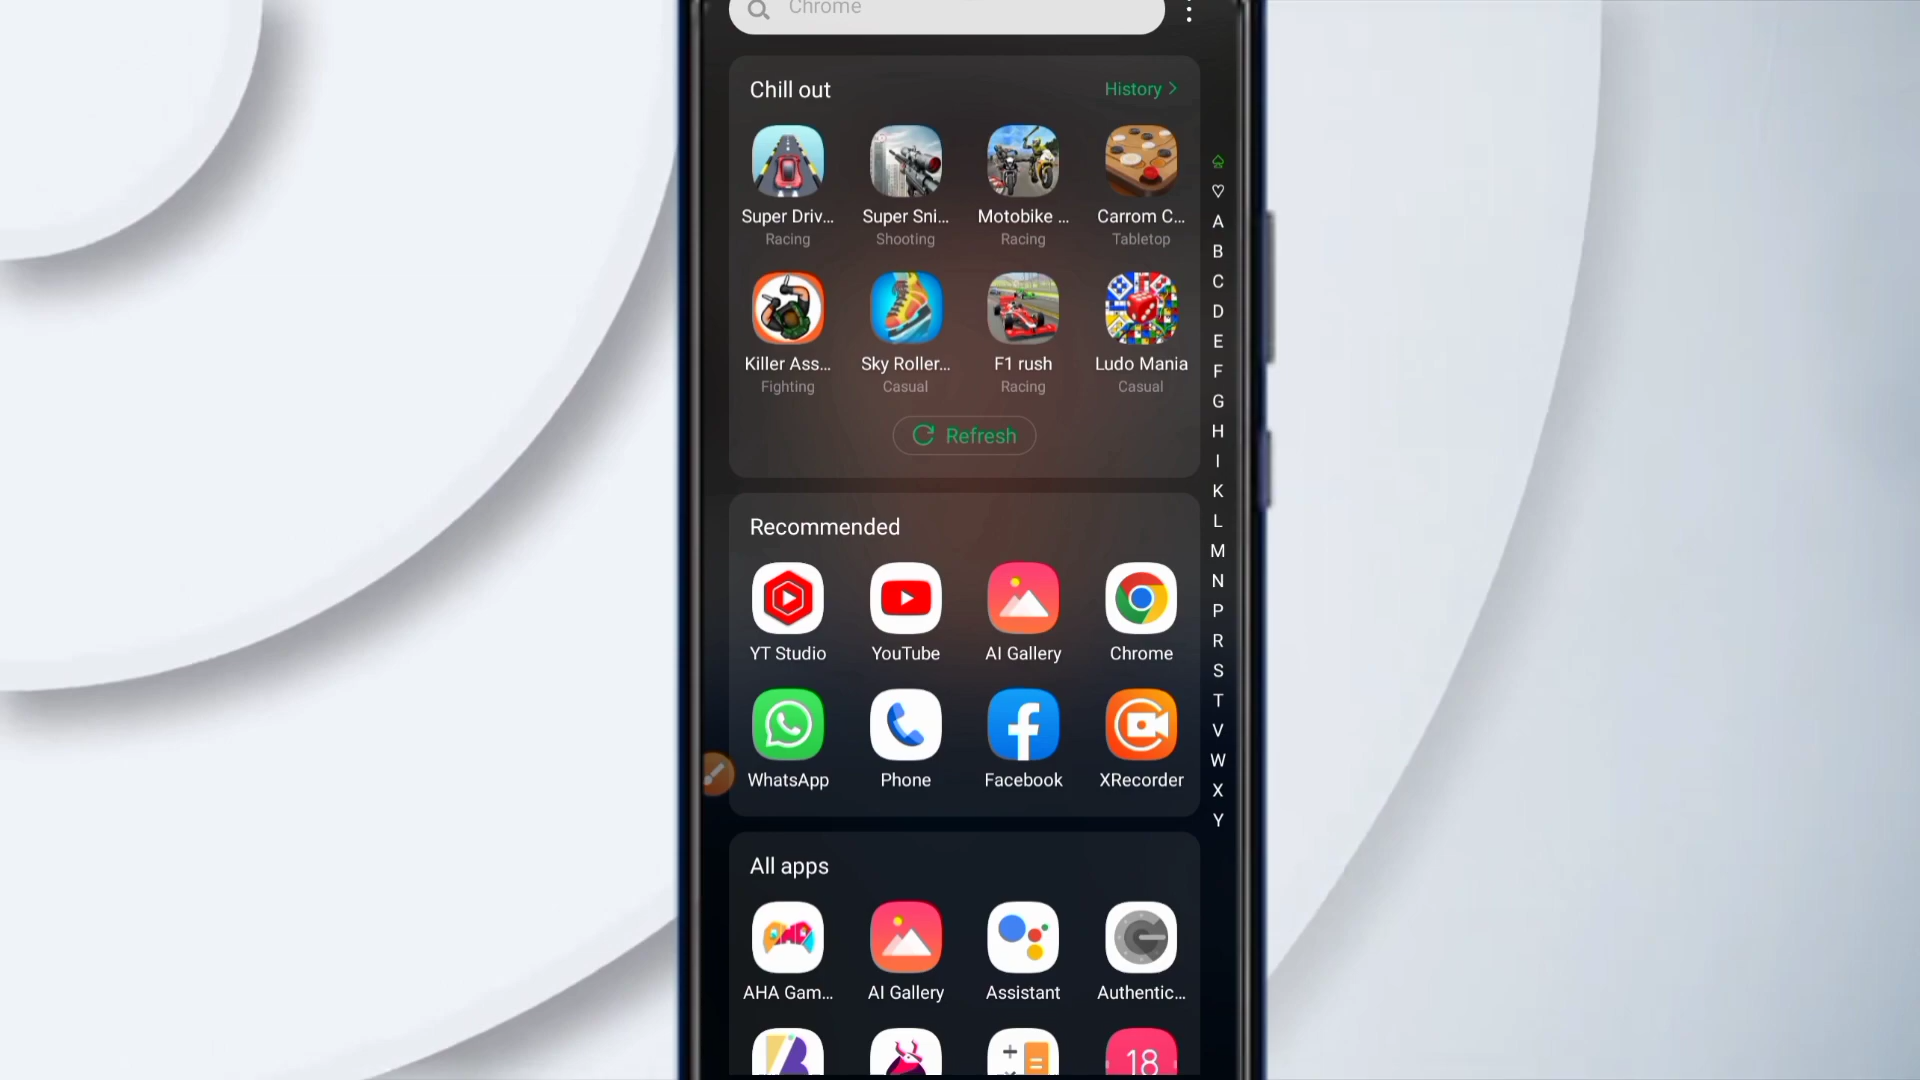 Chrome
Chill out
History
Super Driv...
Super Sni...
Motobike ...
Carrom C...
Racing
Shooting
Racing
Tabletop
Killer Ass...
Sky Roller...
F1 rush
Ludo Mania
Fighting
Casual
Racing
Casual
Refresh
Recommended
YT Studio
YouTube
AI Gallery
Chrome
WhatsApp
Phone
Facebook
XRecorder
All apps
AHA Gam...
AI Gallery
Assistant
Authentic...
18
A
B
C
D
E
F
G
H
I
K
L
M
N
P
R
S
T
V
W
X
Y